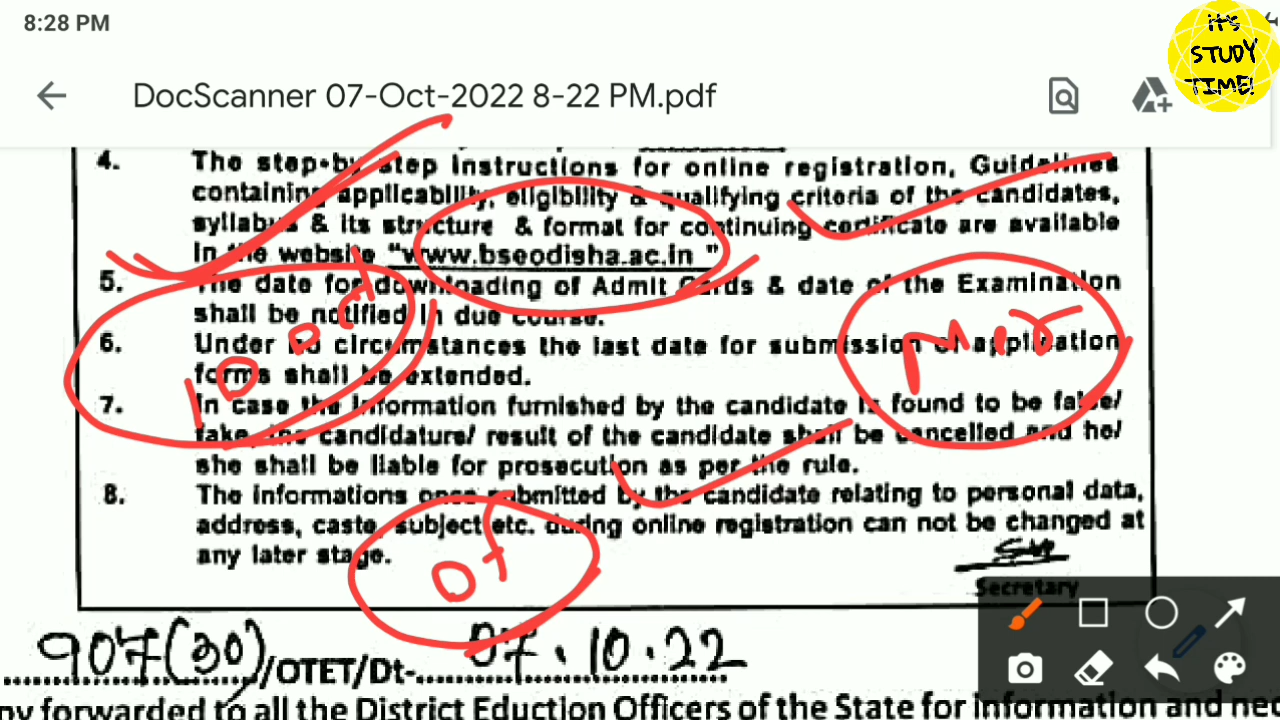 8:28 PM
it's
STUDY
TIME!
DocScanner 07-Oct-2022 8-22 PM.pdf
4. The step-by step Instructions for online registration, Guidelines
containing applicability, eligibility & qualifying criteria of the candidates,
syllabus & its structure & format for continuing certificate are available
in the website "www.bseodisha.ac.in "
5. The date for downloading of Admit Cards & date of the Examination
shall be notified in due course.
6. Under no circumstances the last date for submission of application
forms shall be extended.
7. In case the information furnished by the candidate is found to be false/
fake, the candidature/ result of the candidate shall be cancelled and he/
she shall be liable for prosecution as per the rule.
8. The informations once submitted by the candidate relating to personal data,
address, caste, subject etc. during online registration can not be changed at
any later stage.
Secretary
907(30)/OTET/Dt-07.10.22
to all the District Eduction Officers of the State for information and